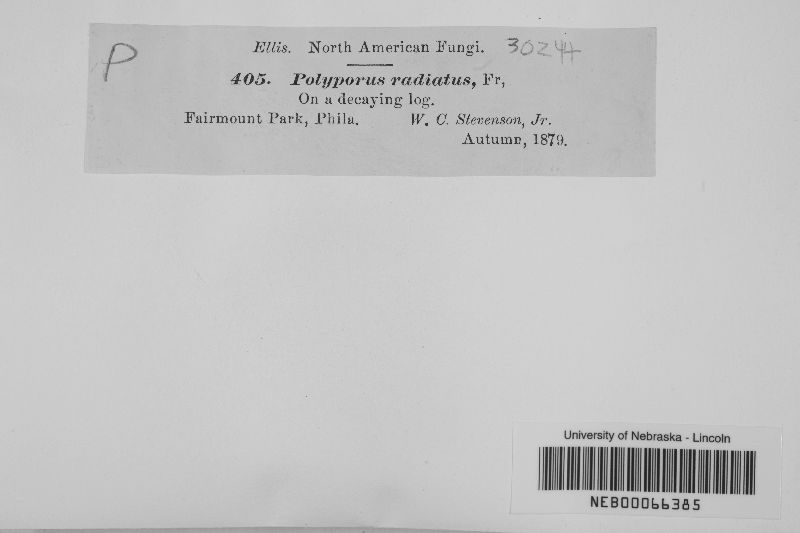 P
Ellis. North American Fungi. 30244
405. Polyporus radiatus, Fr,
On a decaying log.
Fairmount Park, Phila. W. C. Stevenson, Jr.
Autumn, 1879.
University of Nebraska - Lincoln
NEB00066385